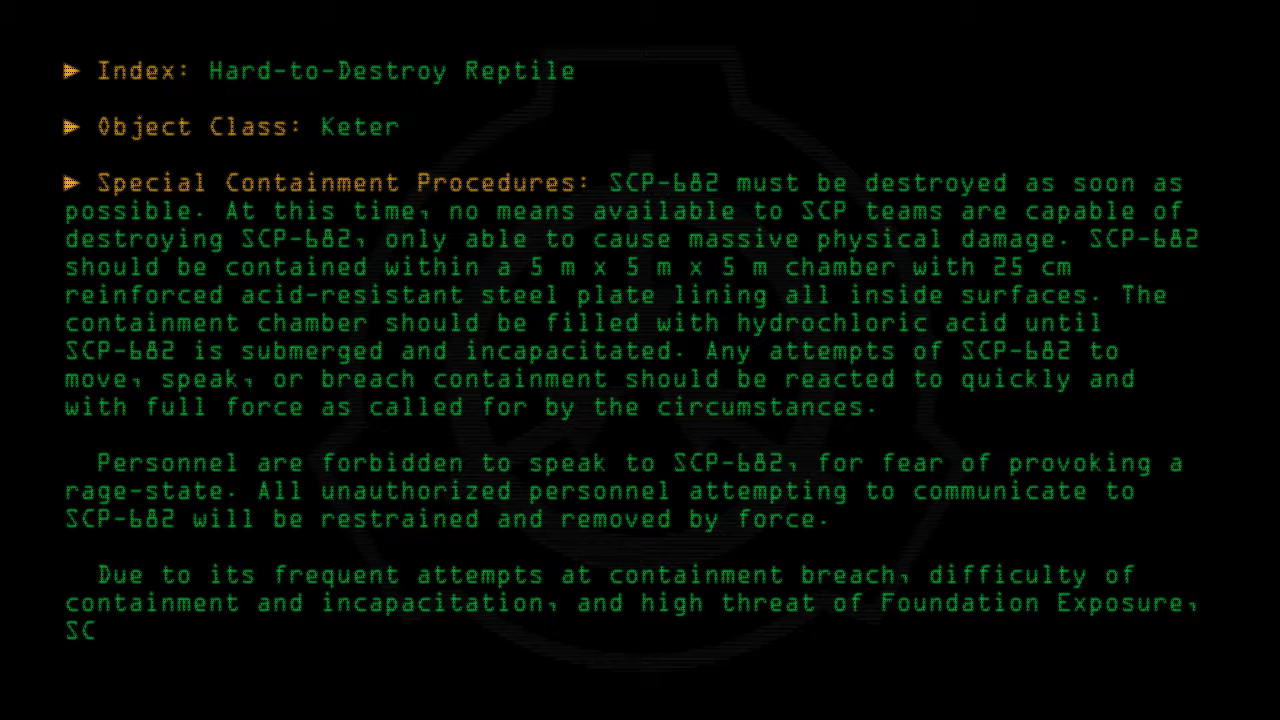 ► Index: Hard-to-Destroy Reptile
► Object Class: Keter
► Special Containment Procedures: SCP-682 must be destroyed as soon as
possible. At this time, no means available to SCP teams are capable of
destroying SCP-682, only able to cause massive physical damage. SCP-682
should be contained within a 5 m x 5 m x 5 m chamber with 25 cm
reinforced acid-resistant steel plate lining all inside surfaces. The
containment chamber should be filled with hydrochloric acid until
SCP-682 is submerged and incapacitated. Any attempts of SCP-682 to
move, speak, or breach containment should be reacted to quickly and
with full force as called for by the circumstances.
Personnel are forbidden to speak to SCP-682, for fear of provoking a
rage-state. All unauthorized personnel attempting to communicate to
SCP-682 will be restrained and removed by force.
Due to its frequent attempts at containment breach, difficulty of
containment and incapacitation, and high threat of Foundation Exposure,
SC